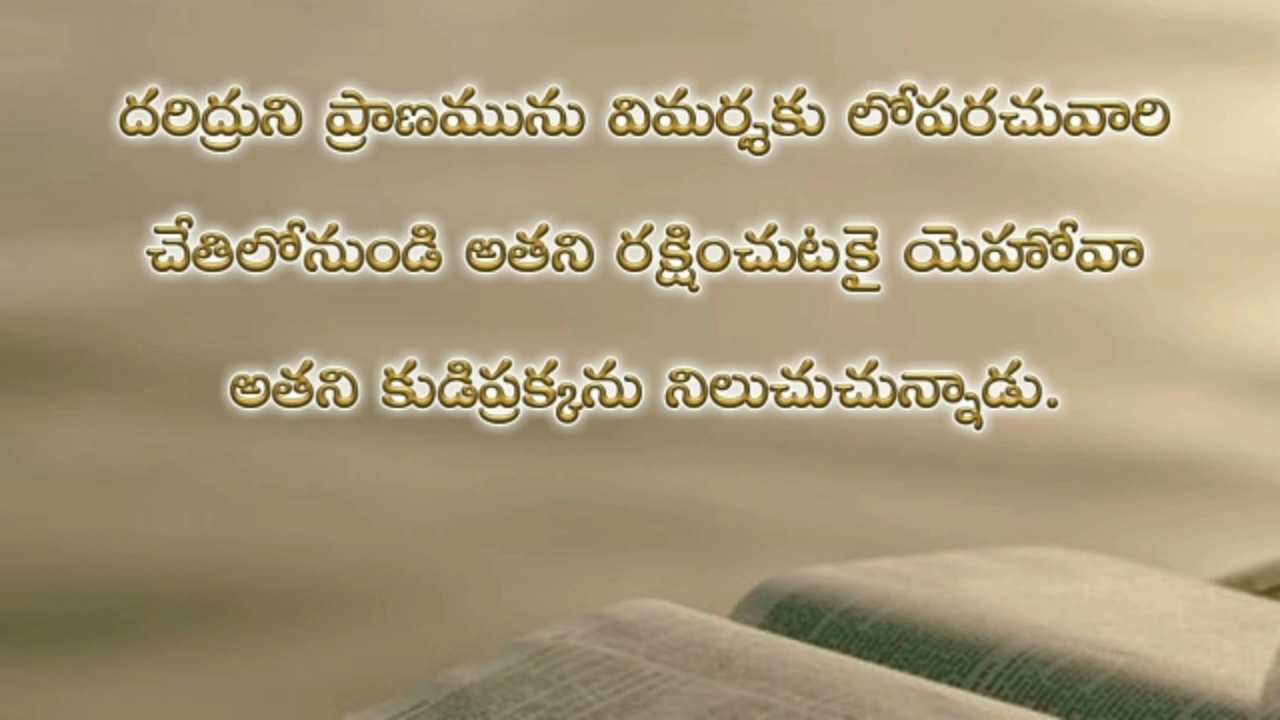 దరిద్రుని ప్రాణమును విమర్శకు లోపరచువారి
చేతిలోనుండి అతని రక్షించుటకై యెహోవా
అతని కుడిప్రక్కను నిలుచుచున్నాడు.